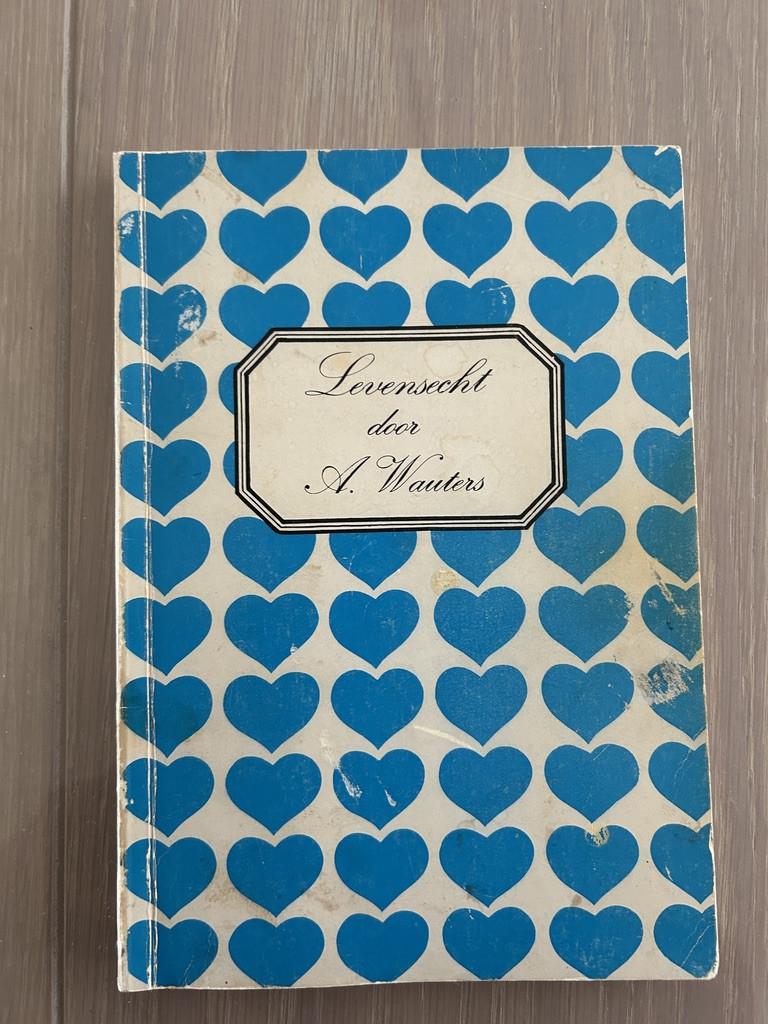 Levensecht
door
A. Wauters